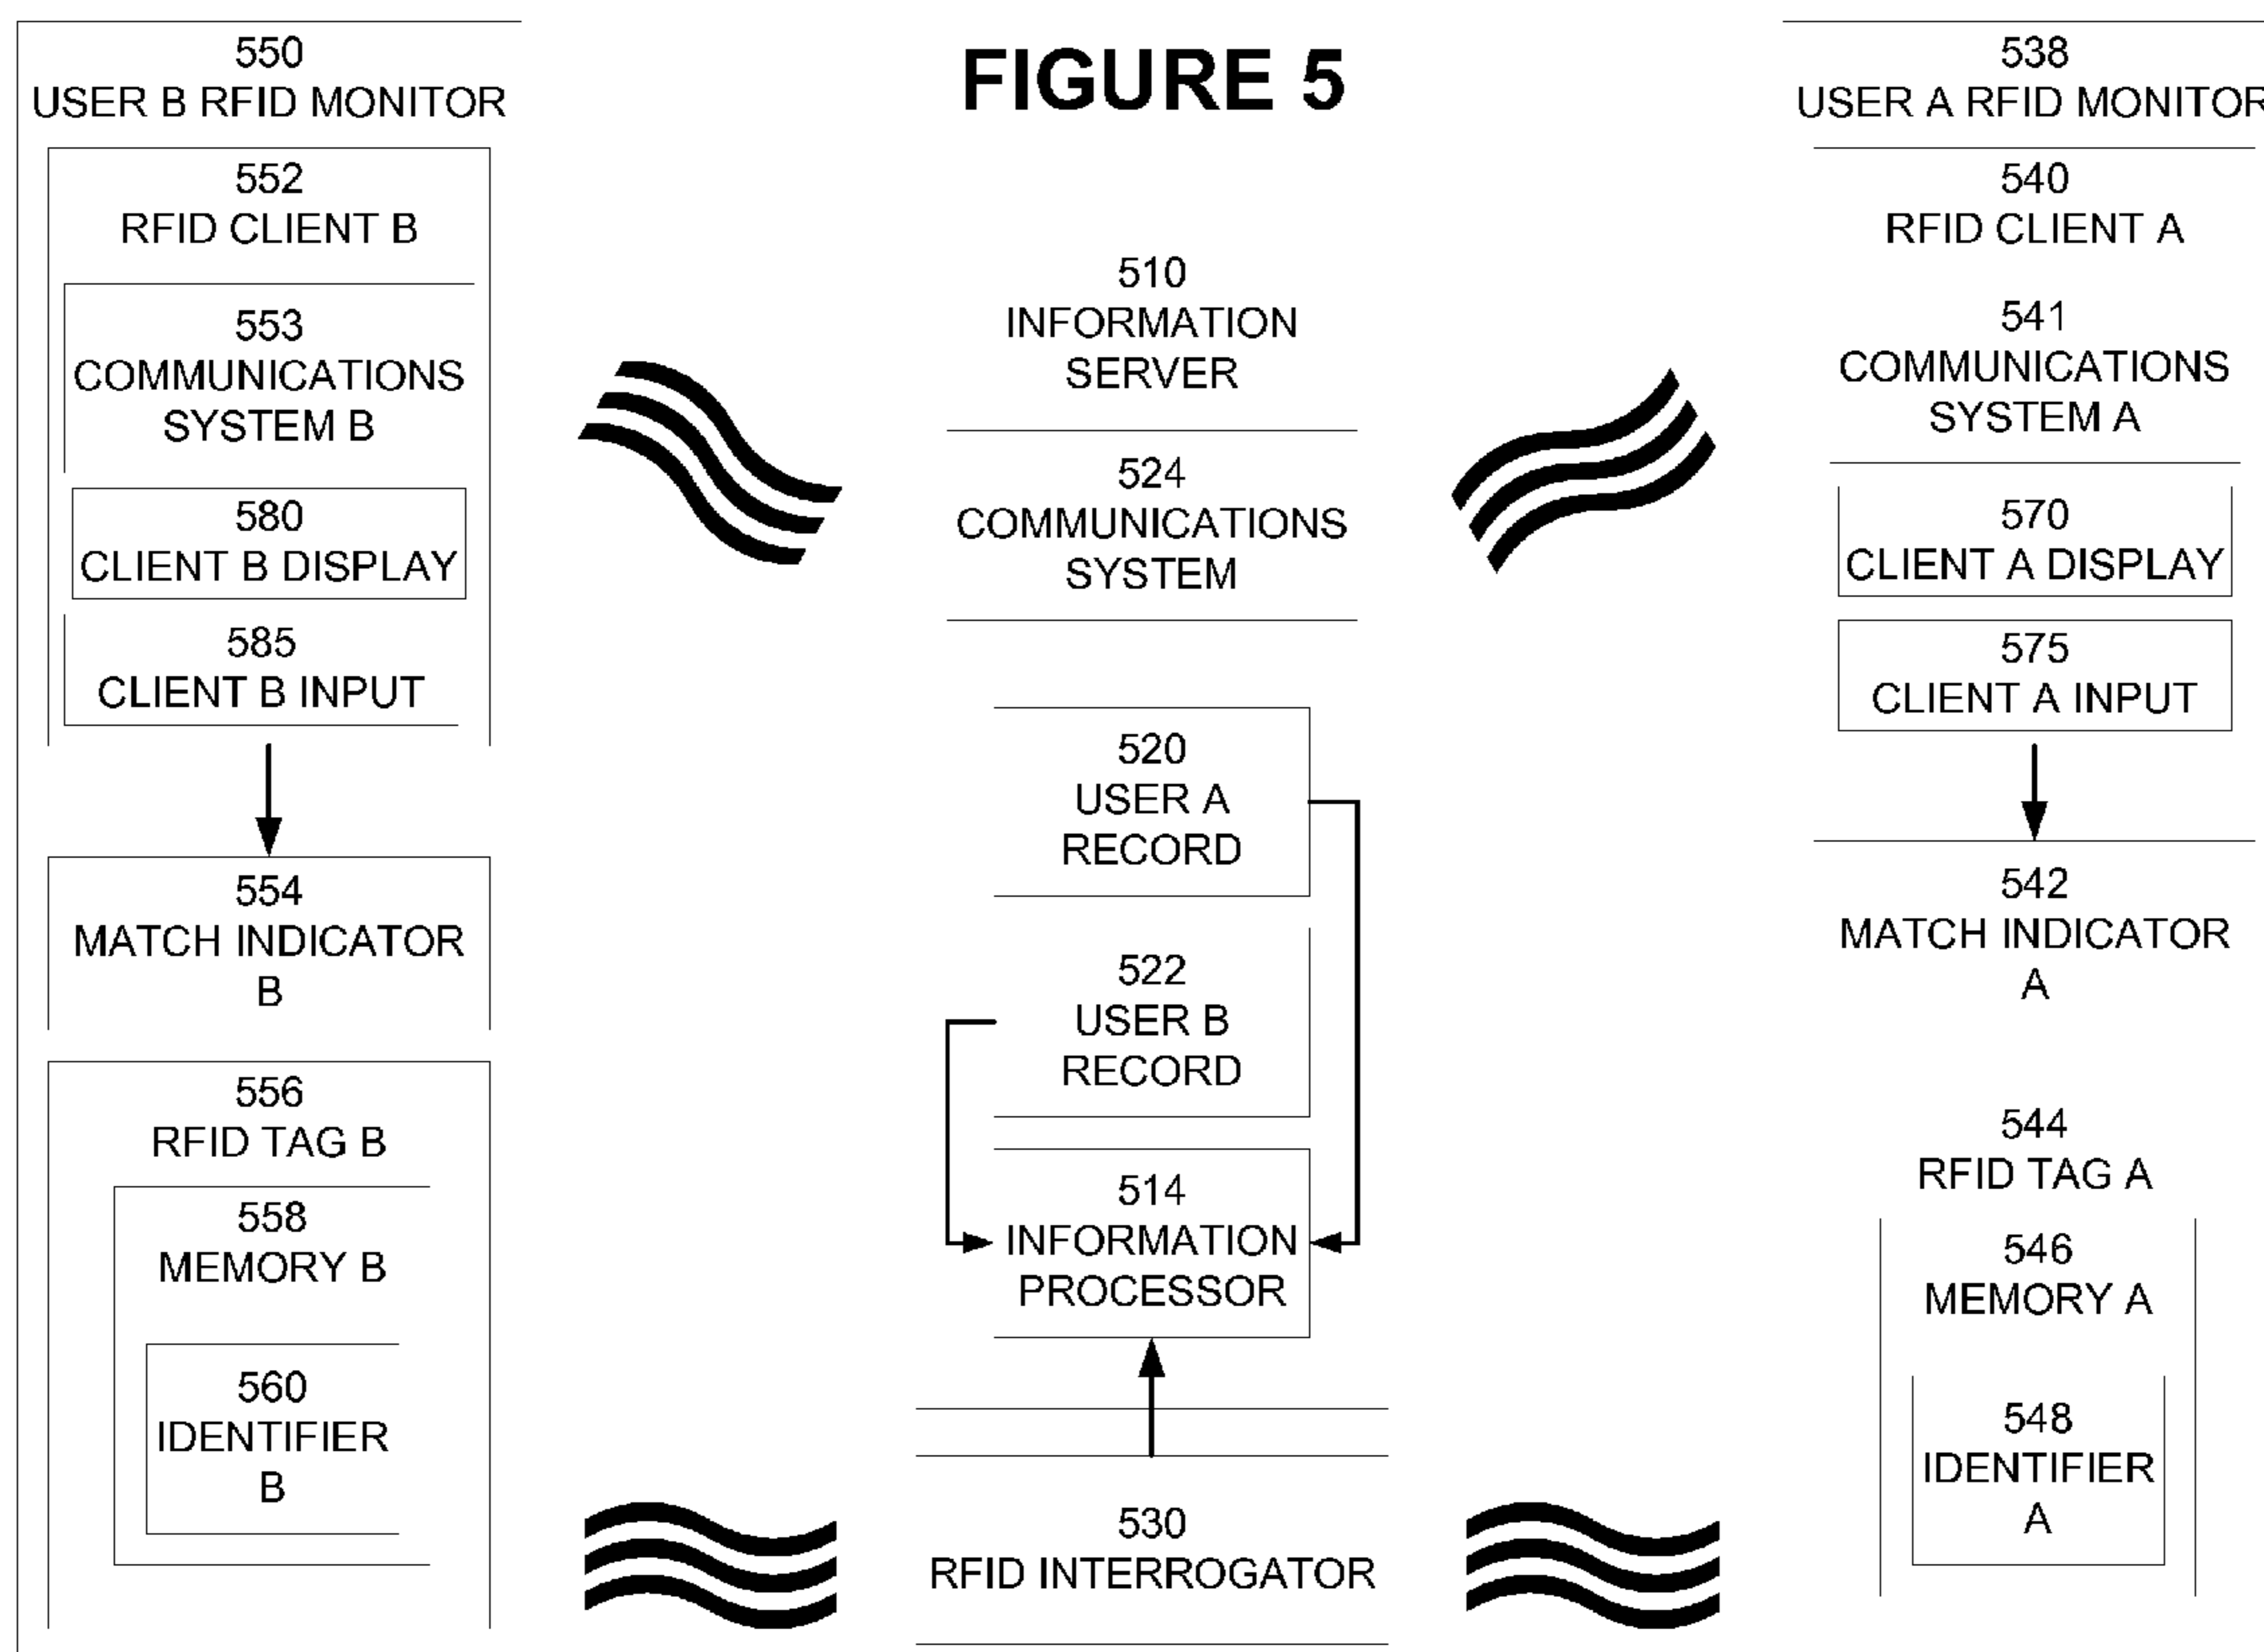 FIGURE 5
550
USER B RFID MONITOR
552
RFID CLIENT B
553
COMMUNICATIONS
SYSTEM B
580
CLIENT B DISPLAY
585
CLIENT B INPUT
554
MATCH INDICATOR
B
556
RFID TAG B
558
MEMORY B
560
IDENTIFIER
B
510
INFORMATION
SERVER
524
COMMUNICATIONS
SYSTEM
520
USER A
RECORD
522
USER B
RECORD
514
INFORMATION
PROCESSOR
530
RFID INTERROGATOR
538
USER A RFID MONITOR
540
RFID CLIENT A
541
COMMUNICATIONS
SYSTEM A
570
CLIENT A DISPLAY
575
CLIENT A INPUT
542
MATCH INDICATOR
A
544
RFID TAG A
546
MEMORY A
548
IDENTIFIER
A